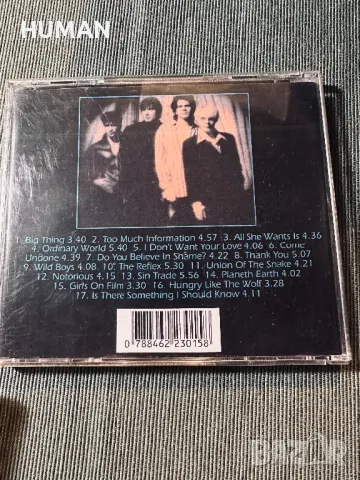 HUMAN
1. Big Thing 3.40 2. Too Much Information 4.57 3. All She Wants Is 4.36
4. Ordinary World 5.40 5. I Don't Want Your Love 4.06 6. Come
Undone 4.39 7. Do You Believe In Shâme? 4.22 8. Thank You 5.07
9. Wild Boys 4.08 10. The Reflex 5.30 11. Union Of The Snake 4.21
12. Notorious 4.15 13. Sin Trade 5.56 14. Planeth Earth 4.02
15. Girls On Film 3.30 16. Hungry Like The Wolf 3.28
17. Is There Something I Should Know 4.11
0 788462 230158
BAZAR